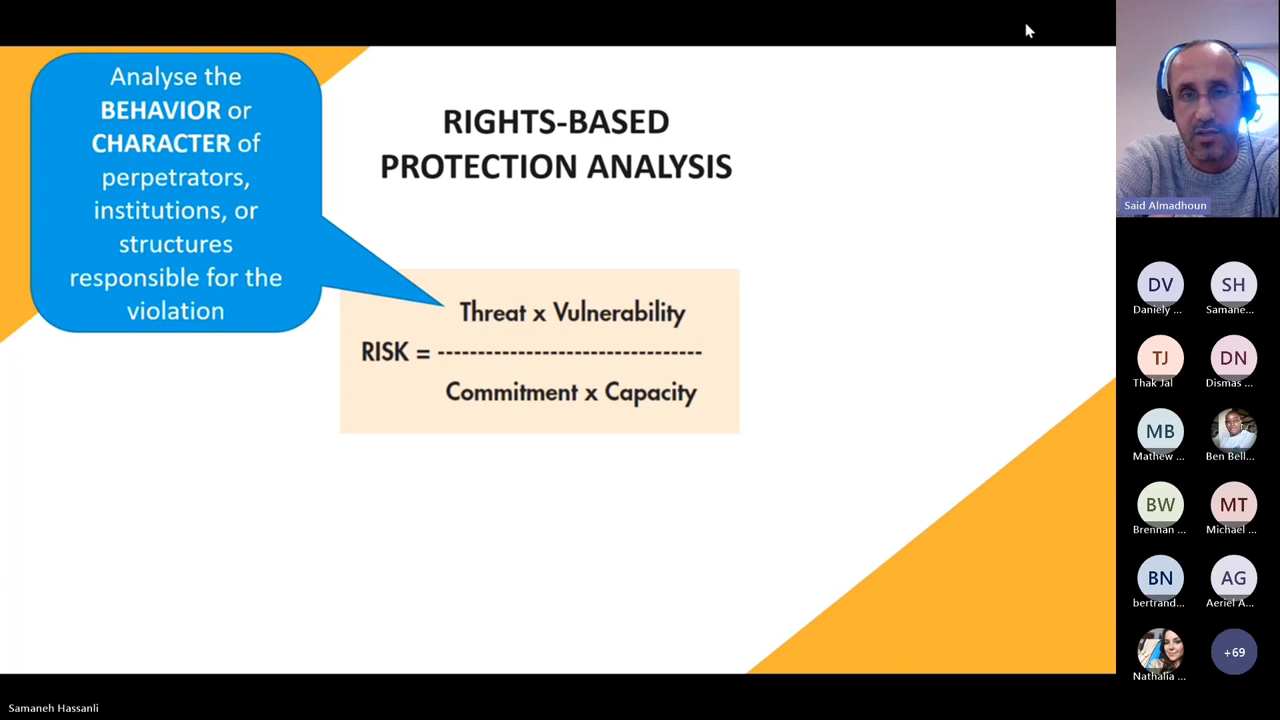 Analyse the
BEHAVIOR or
CHARACTER of
perpetrators,
institutions, or
structures
responsible for the
violation
RIGHTS-BASED
PROTECTION ANALYSIS
Threat x Vulnerability
RISK = -------------------------------
Commitment x Capacity
Said Almadhoun
DV
Daniely ...
SH
Samane...
TJ
Thak Jal
DN
Dismas ...
MB
Mathew ...
Ben Bell...
BW
Brennan ...
MT
Michael ...
BN
bertrand...
AG
Aeriel A...
Nathalia ...
+69
Samaneh Hassanli